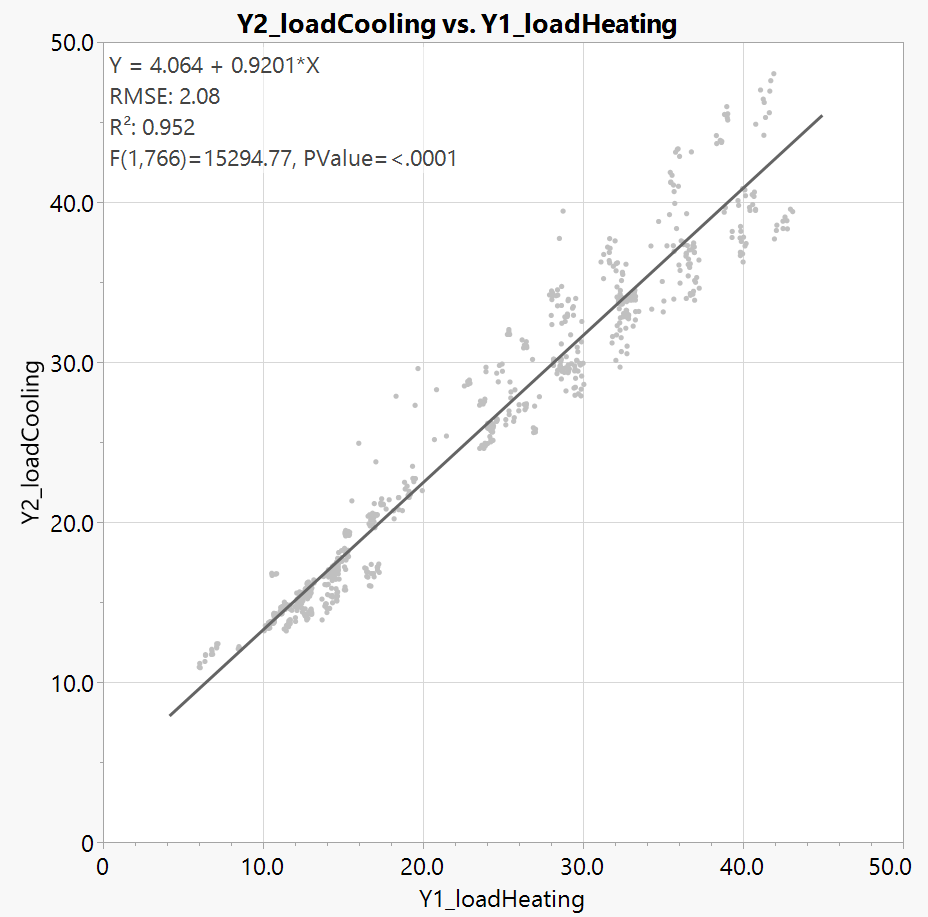 Y2_loadCooling vs. Y1_loadHeating
Y = 4.064 + 0.9201*X
RMSE: 2.08
R²: 0.952
F(1,766)=15294.77, PValue=<.0001
50.0
40.0
30.0
20.0
10.0
0
Y2_loadCooling
0 10.0 20.0 30.0 40.0 50.0
Y1_loadHeating